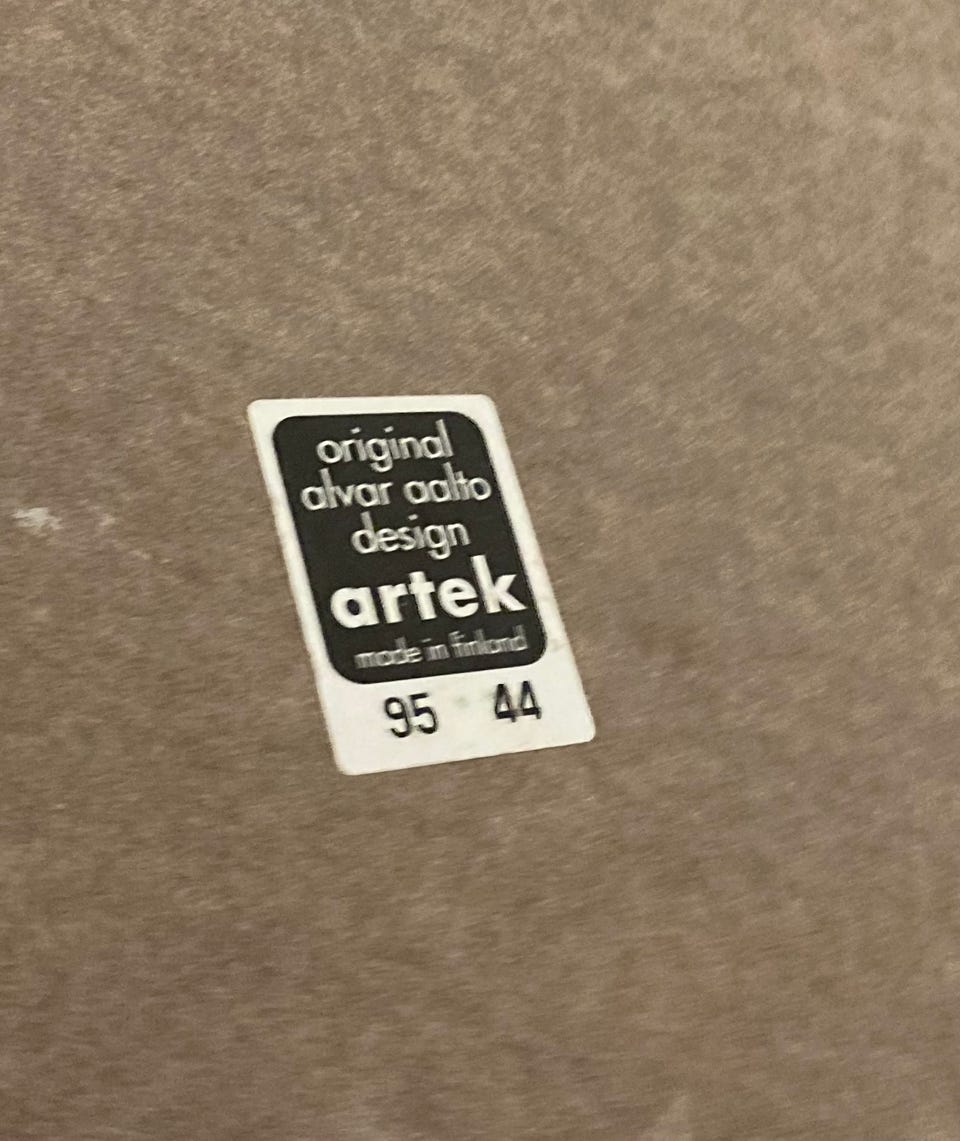 original
alvar aalto
design
artek
made in finland
95 44